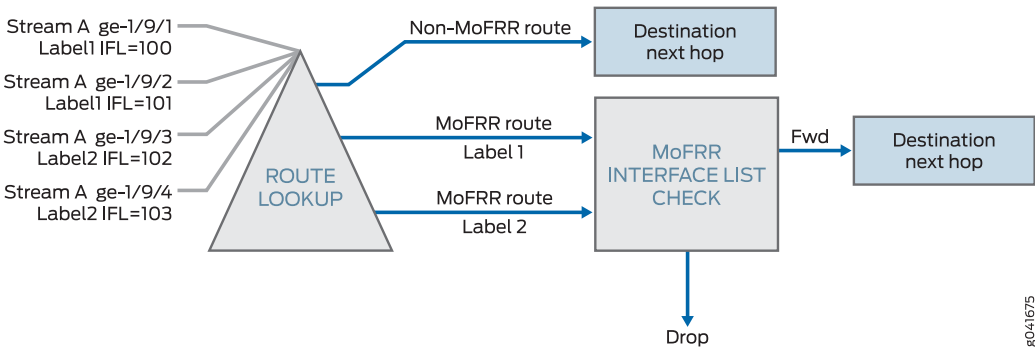 Stream A ge-1/9/1
Label1 IFL=100
Stream A ge-1/9/2
Label1 IFL=101
Stream A ge-1/9/3
Label2 IFL=102
Stream A ge-1/9/4
Label2 IFL=103
ROUTE
LOOKUP
Non-MoFRR route
Destination
next hop
MoFRR route
Label 1
MoFRR route
Label 2
MoFRR
INTERFACE LIST
CHECK
Fwd
Destination
next hop
Drop
g041675